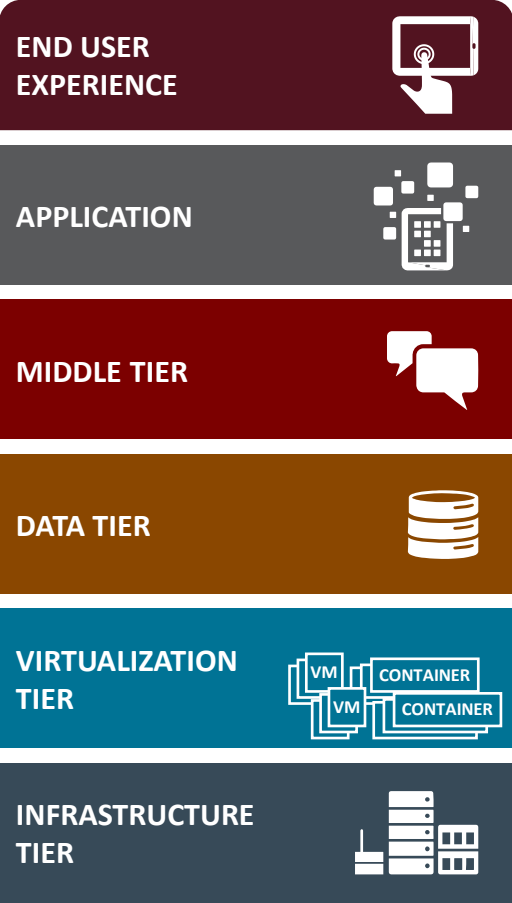 END USER
EXPERIENCE
APPLICATION
MIDDLE TIER
DATA TIER
VIRTUALIZATION
TIER
VM
CONTAINER
VM
CONTAINER
INFRASTRUCTURE
TIER